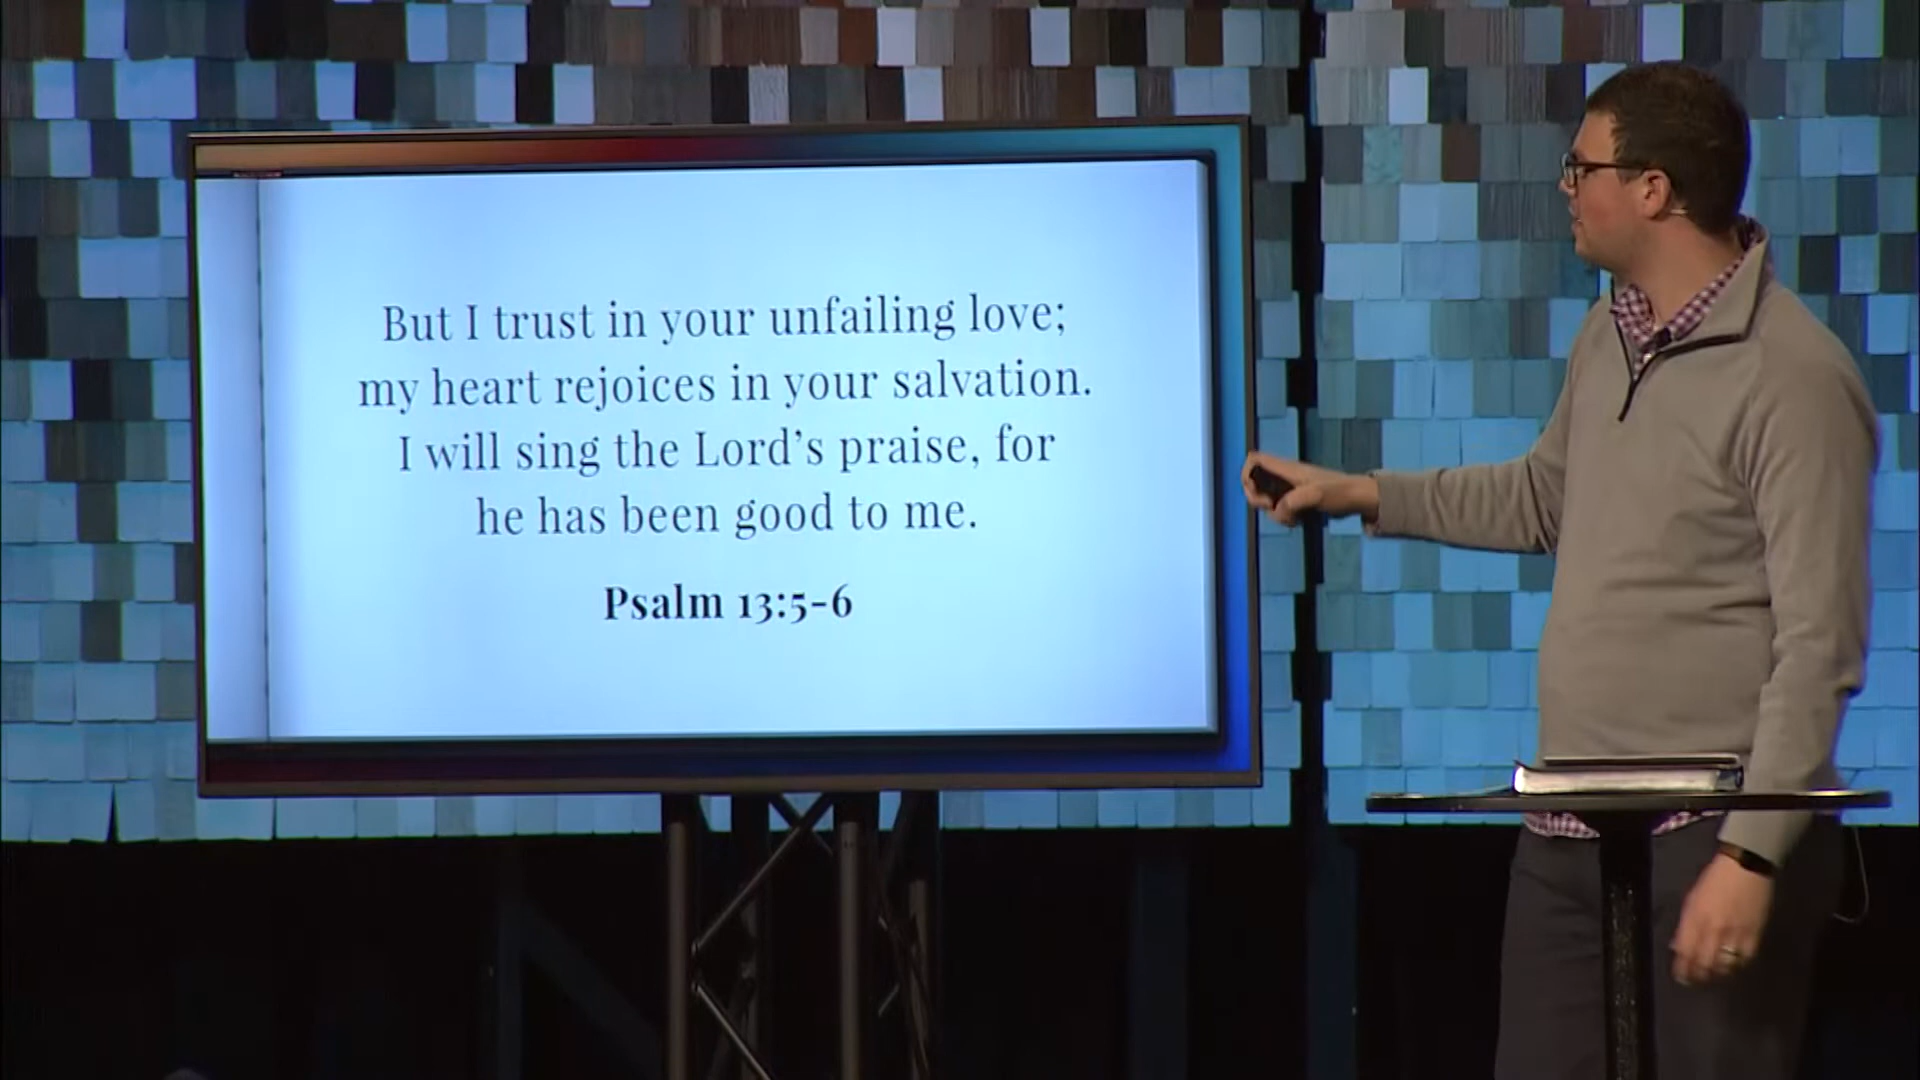 But I trust in your unfailing love;
my heart rejoices in your salvation.
I will sing the Lord’s praise, for
he has been good to me.
Psalm 13:5-6